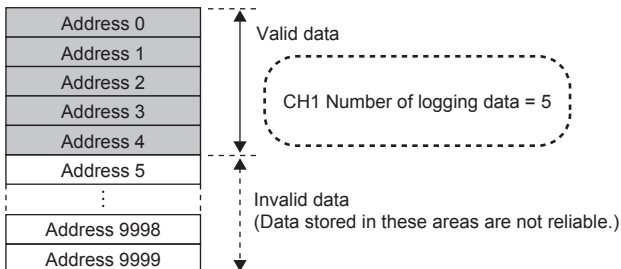 Address 0
Address 1
Address 2
Address 3
Address 4
Address 5
⋮
Address 9998
Address 9999
Valid data
CH1 Number of logging data = 5
Invalid data
(Data stored in these areas are not reliable.)